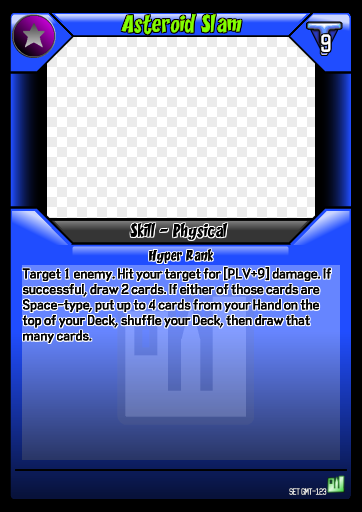 Asteroid Slam
9
Skill - Physical
Hyper Rank
Target 1 enemy. Hit your target for [PLV+9] damage. If
successful, draw 2 cards. If either of those cards are
Space-type, put up to 4 cards from your Hand on the
top of your Deck, shuffle your Deck, then draw that
many cards.
SET GMT-123